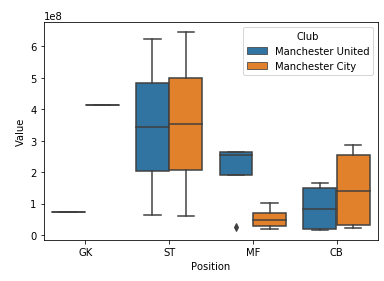 1e8
Club
Manchester United
Manchester City
6
5
4
3
2
1
0
Value
GK ST MF CB
Position